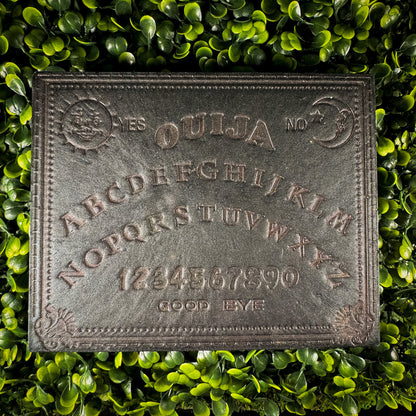 YES OUIJA NO
ABCDEFGHIJKLM
NOPQRSTUVWXYZ
1234567890
GOOD BYE